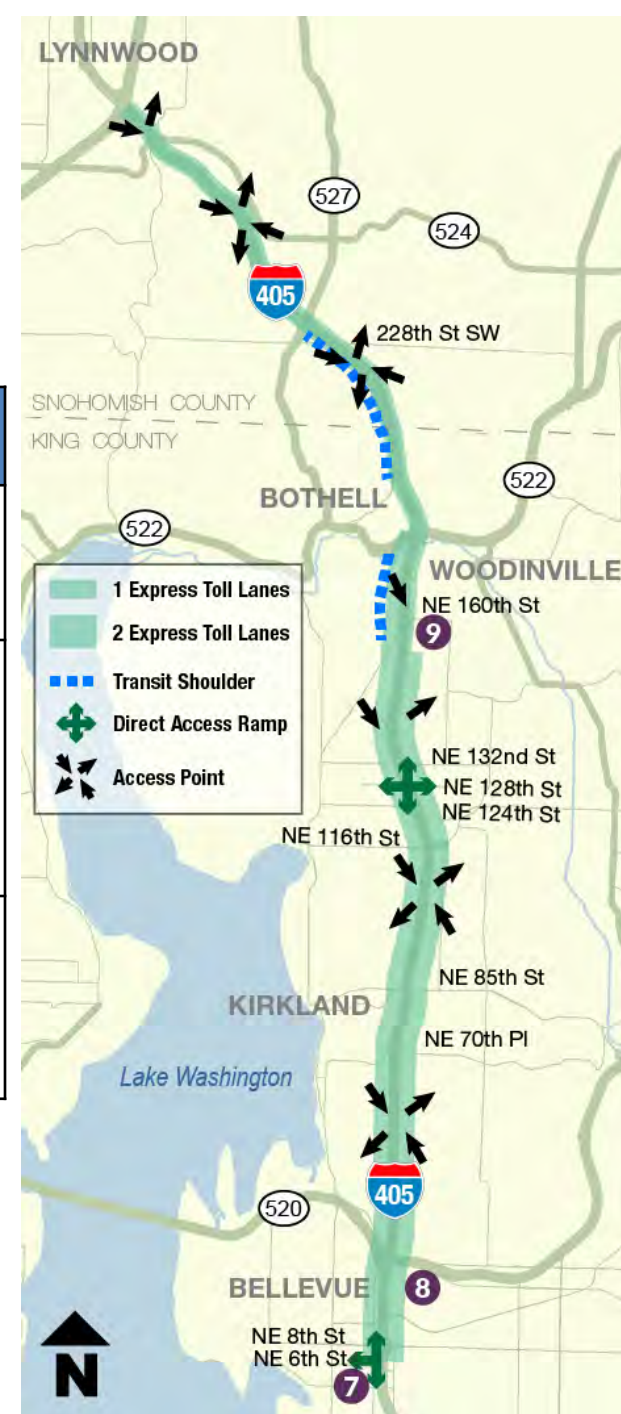 LYNNWOOD
527
524
405
228th St SW
SNOHOMISH COUNTY
KING COUNTY
BOTHELL
522
522
WOODINVILLE
1 Express Toll Lanes
NE 160th St
2 Express Toll Lanes
9
Transit Shoulder
Direct Access Ramp
Access Point
NE 132nd St
NE 128th St
NE 124th St
NE 116th St
NE 85th St
KIRKLAND
NE 70th Pl
Lake Washington
405
520
BELLEVUE
8
NE 8th St
NE 6th St
7
N